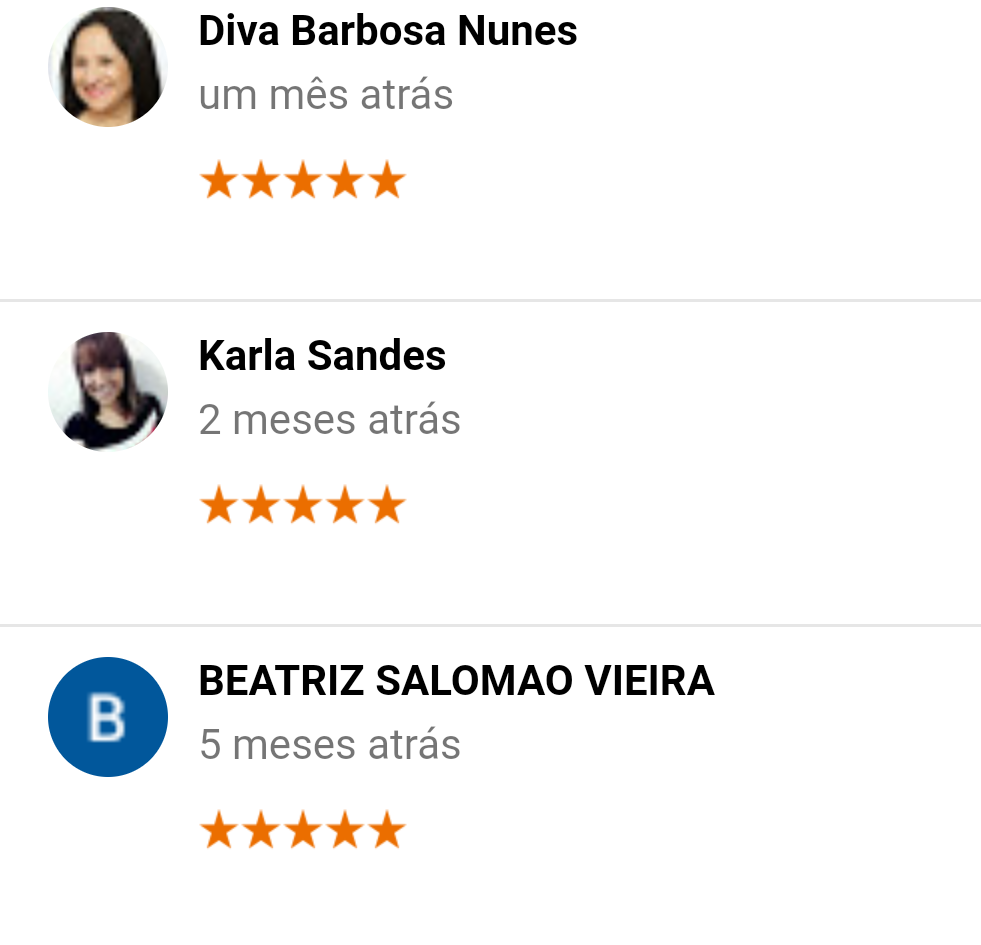 Diva Barbosa Nunes
um mês atrás
★★★★★
Karla Sandes
2 meses atrás
★★★★★
B
BEATRIZ SALOMAO VIEIRA
5 meses atrás
★★★★★